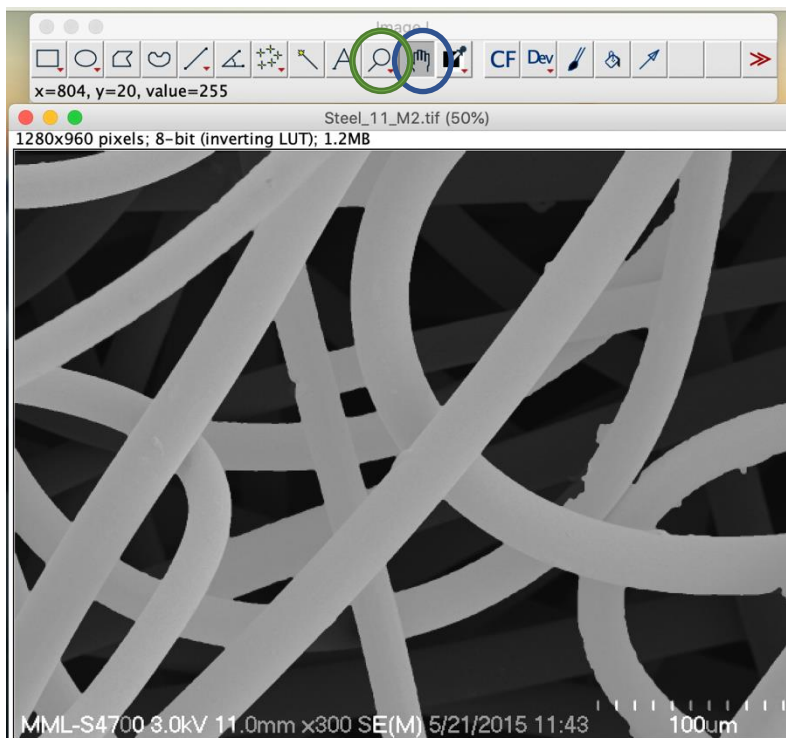 Image J
A CF Dev
x=804, y=20, value=255
Steel_11_M2.tif (50%)
1280x960 pixels; 8-bit (inverting LUT); 1.2MB
MML-S4700 3.0kV 11.0mm x300 SE(M) 5/21/2015 11:43 100um